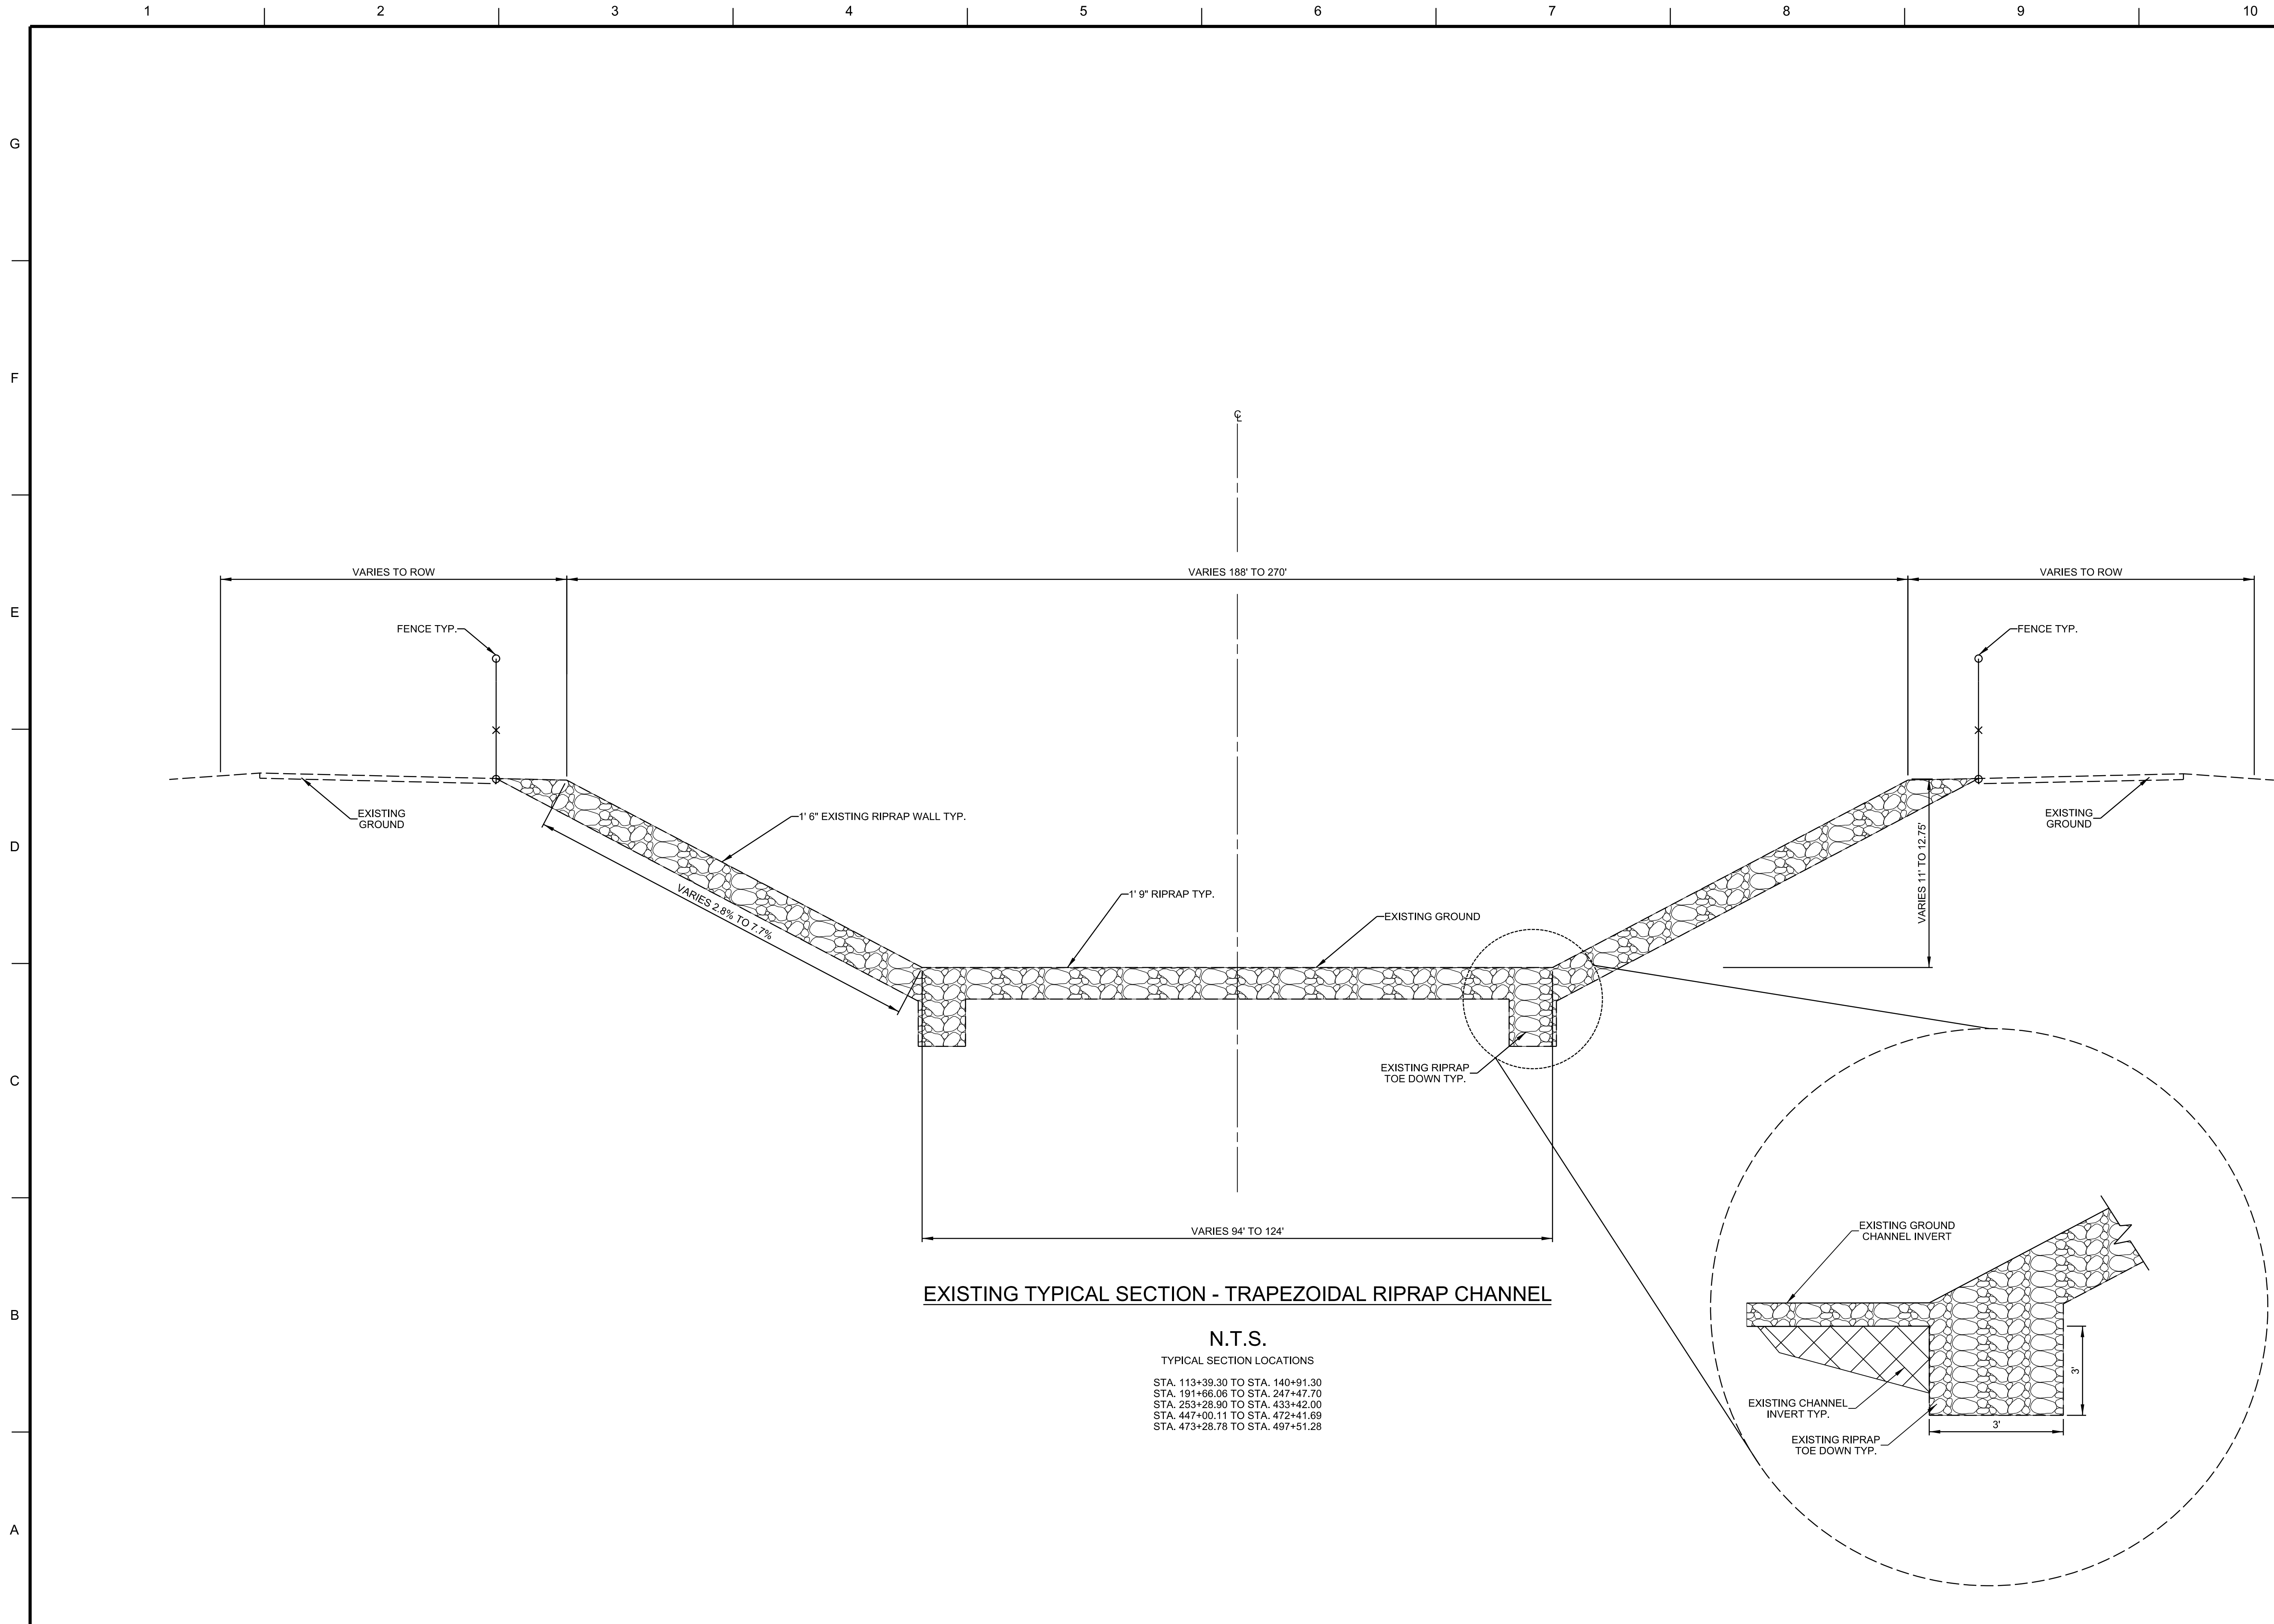 1 2 3 4 5 6 7 8 9 10
G
F
℄
VARIES TO ROW
VARIES 188' TO 270'
VARIES TO ROW
E
FENCE TYP.
FENCE TYP.
EXISTING
GROUND
1' 6" EXISTING RIPRAP WALL TYP.
EXISTING
GROUND
D
VARIES 11' TO 12.75'
VARIES 2.8% TO 7.7%
1' 9" RIPRAP TYP.
EXISTING GROUND
EXISTING RIPRAP
TOE DOWN TYP.
C
VARIES 94' TO 124'
EXISTING GROUND
CHANNEL INVERT
EXISTING TYPICAL SECTION - TRAPEZOIDAL RIPRAP CHANNEL
B
N.T.S.
TYPICAL SECTION LOCATIONS
STA. 113+39.30 TO STA. 140+91.30
STA. 191+66.06 TO STA. 247+47.70
STA. 253+28.90 TO STA. 433+42.00
STA. 447+00.11 TO STA. 472+41.69
STA. 473+28.78 TO STA. 497+51.28
3'
EXISTING CHANNEL
INVERT TYP.
3'
EXISTING RIPRAP
TOE DOWN TYP.
A